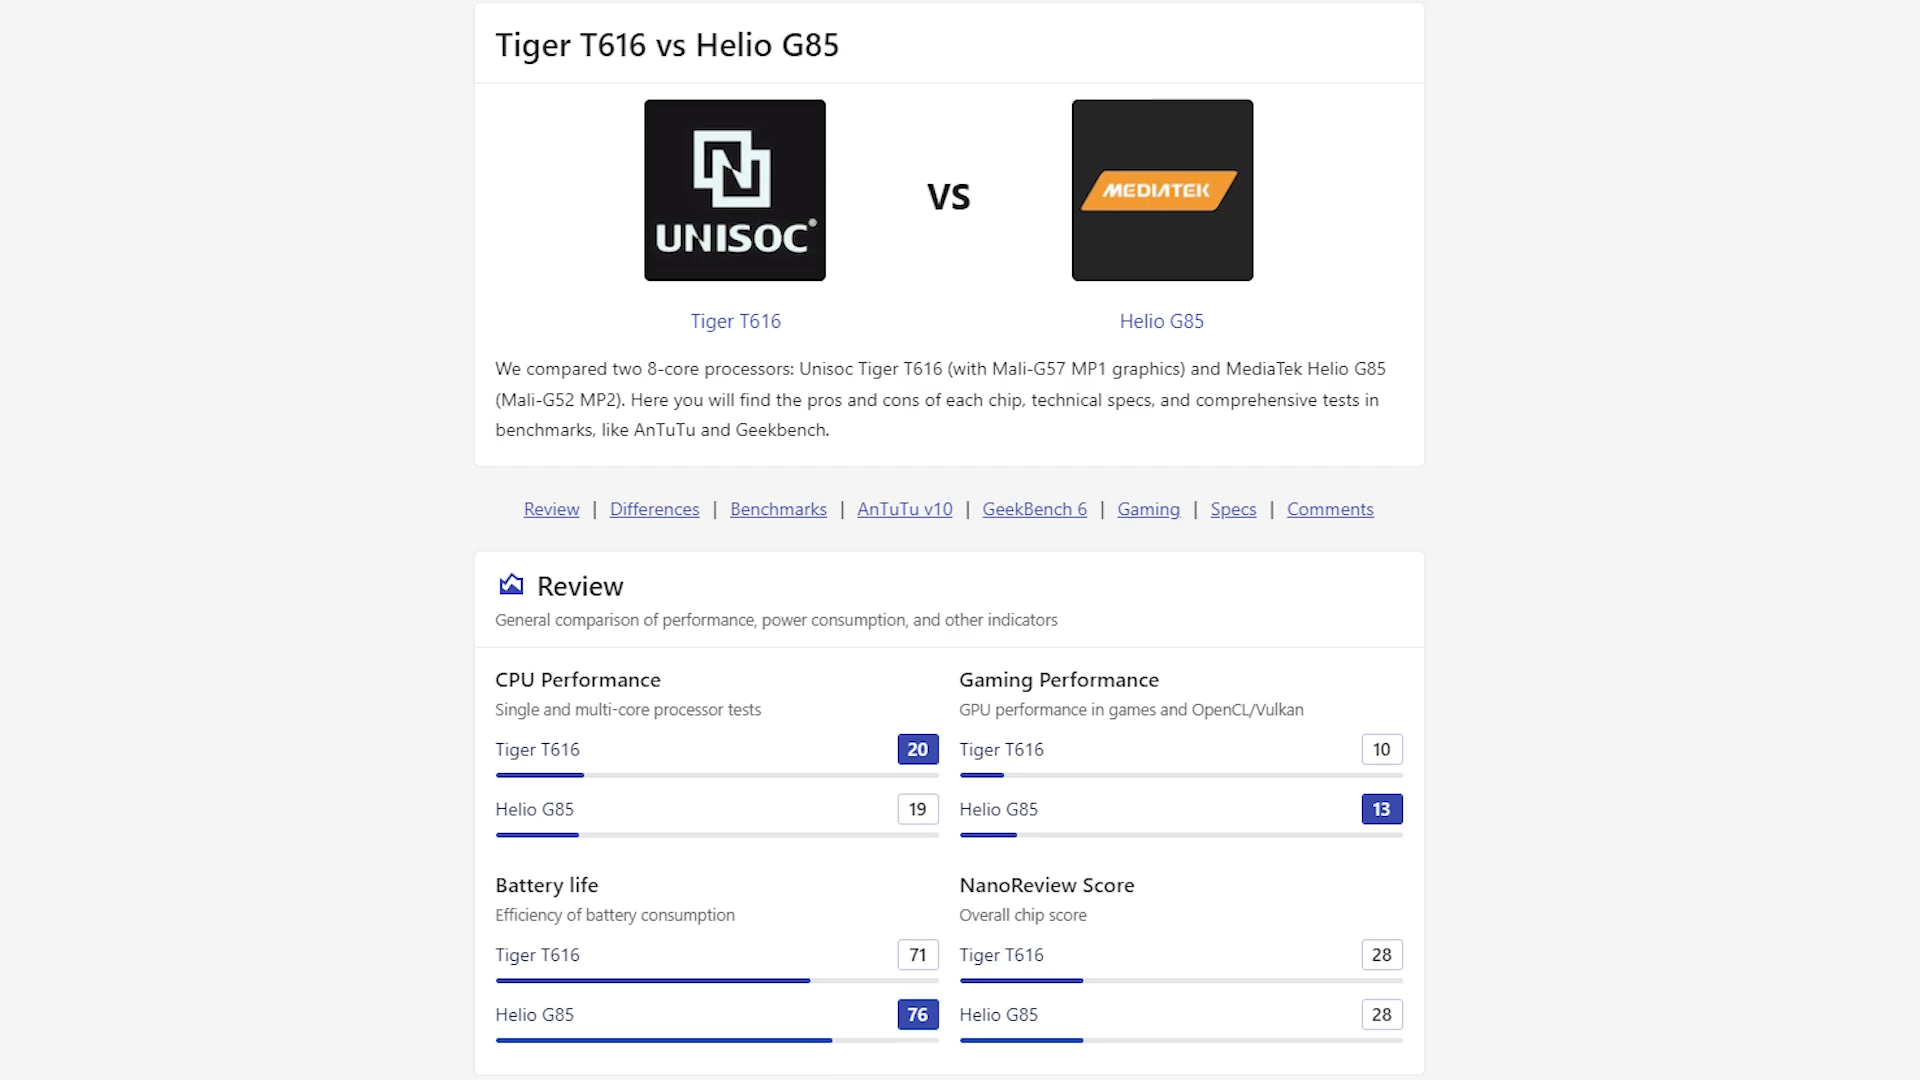 Tiger T616 vs Helio G85
UNISOC®
VS
MEDIATEK
Tiger T616
Helio G85
We compared two 8-core processors: Unisoc Tiger T616 (with Mali-G57 MP1 graphics) and MediaTek Helio G85
(Mali-G52 MP2). Here you will find the pros and cons of each chip, technical specs, and comprehensive tests in
benchmarks, like AnTuTu and Geekbench.
Review | Differences | Benchmarks | AnTuTu v10 | GeekBench 6 | Gaming | Specs | Comments
Review
General comparison of performance, power consumption, and other indicators
CPU Performance
Single and multi-core processor tests
Tiger T616 20
Helio G85 19
Gaming Performance
GPU performance in games and OpenCL/Vulkan
Tiger T616 10
Helio G85 13
Battery life
Efficiency of battery consumption
Tiger T616 71
Helio G85 76
NanoReview Score
Overall chip score
Tiger T616 28
Helio G85 28